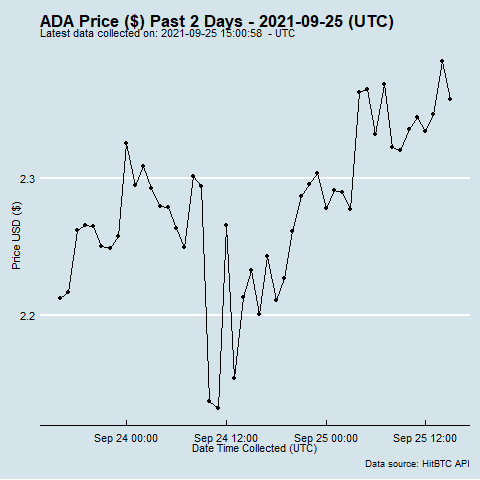 ADA Price ($) Past 2 Days - 2021-09-25 (UTC)
Latest data collected on: 2021-09-25 15:00:58 - UTC
2.3
Price USD ($)
2.2
Sep 24 00:00 Sep 24 12:00 Sep 25 00:00 Sep 25 12:00
Date Time Collected (UTC)
Data source: HitBTC API